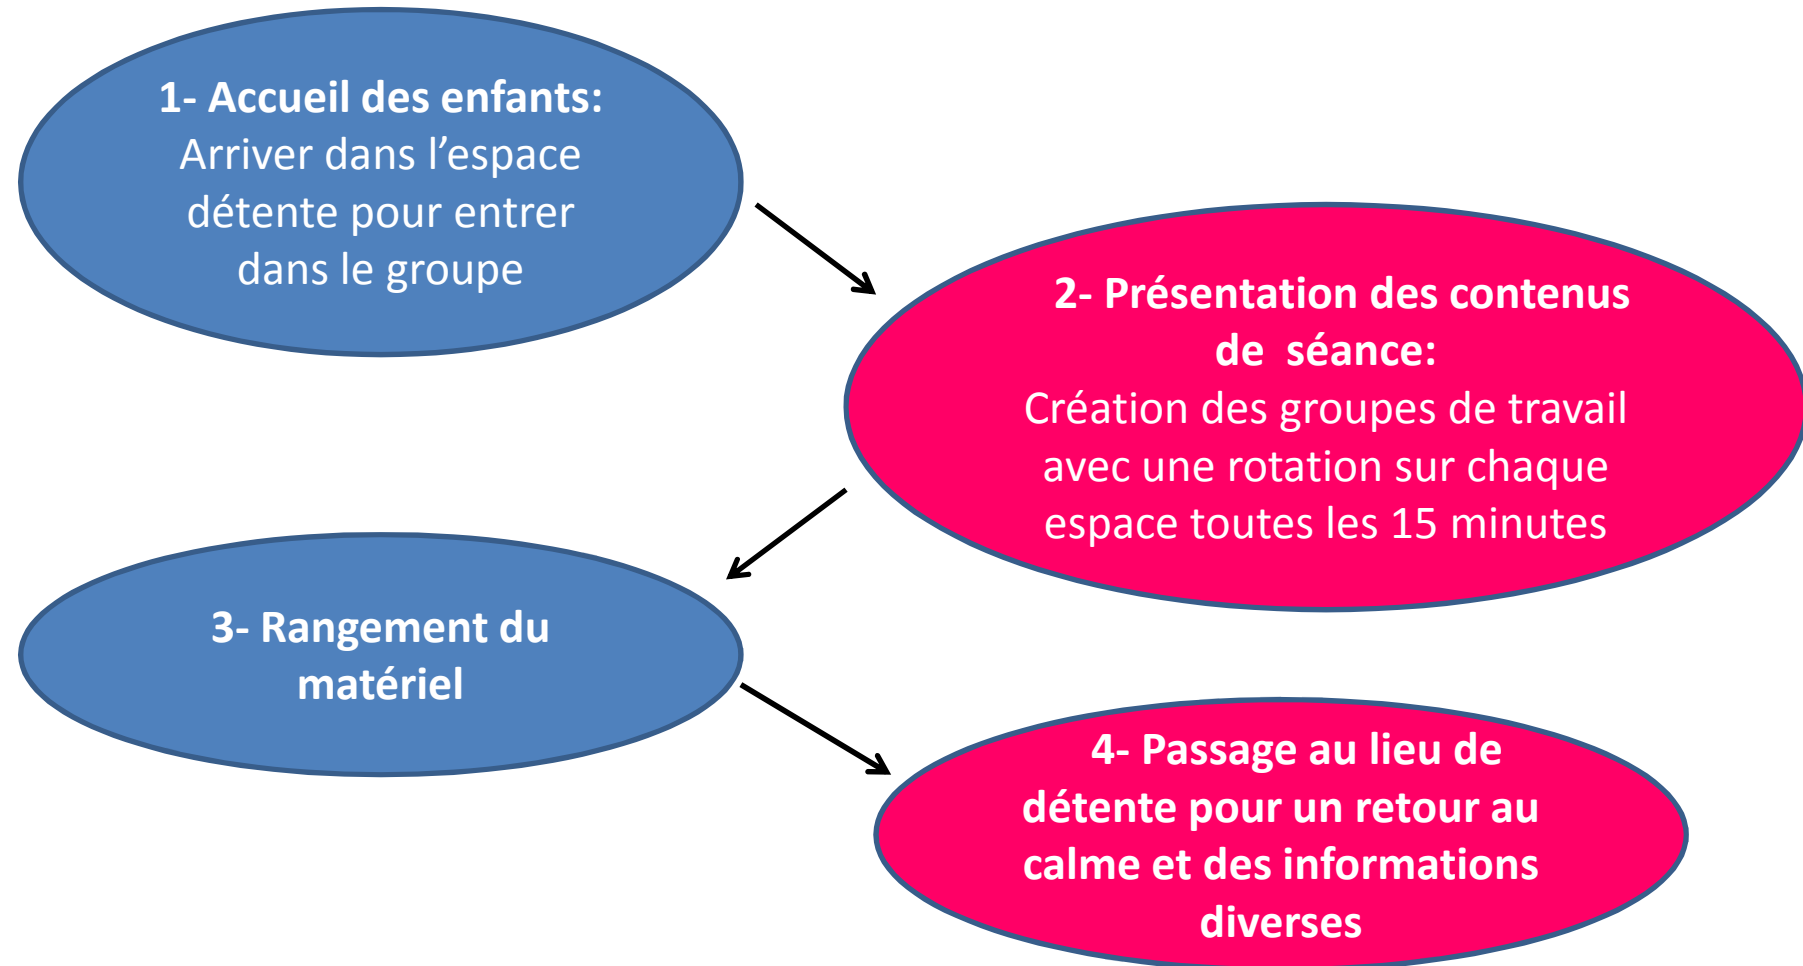 1- Accueil des enfants:
Arriver dans l’espace
détente pour entrer
dans le groupe
2- Présentation des contenus
de  séance:
Création des groupes de travail
avec une rotation sur chaque
espace toutes les 15 minutes
3- Rangement du
matériel
4- Passage au lieu de
détente pour un retour au
calme et des informations
diverses